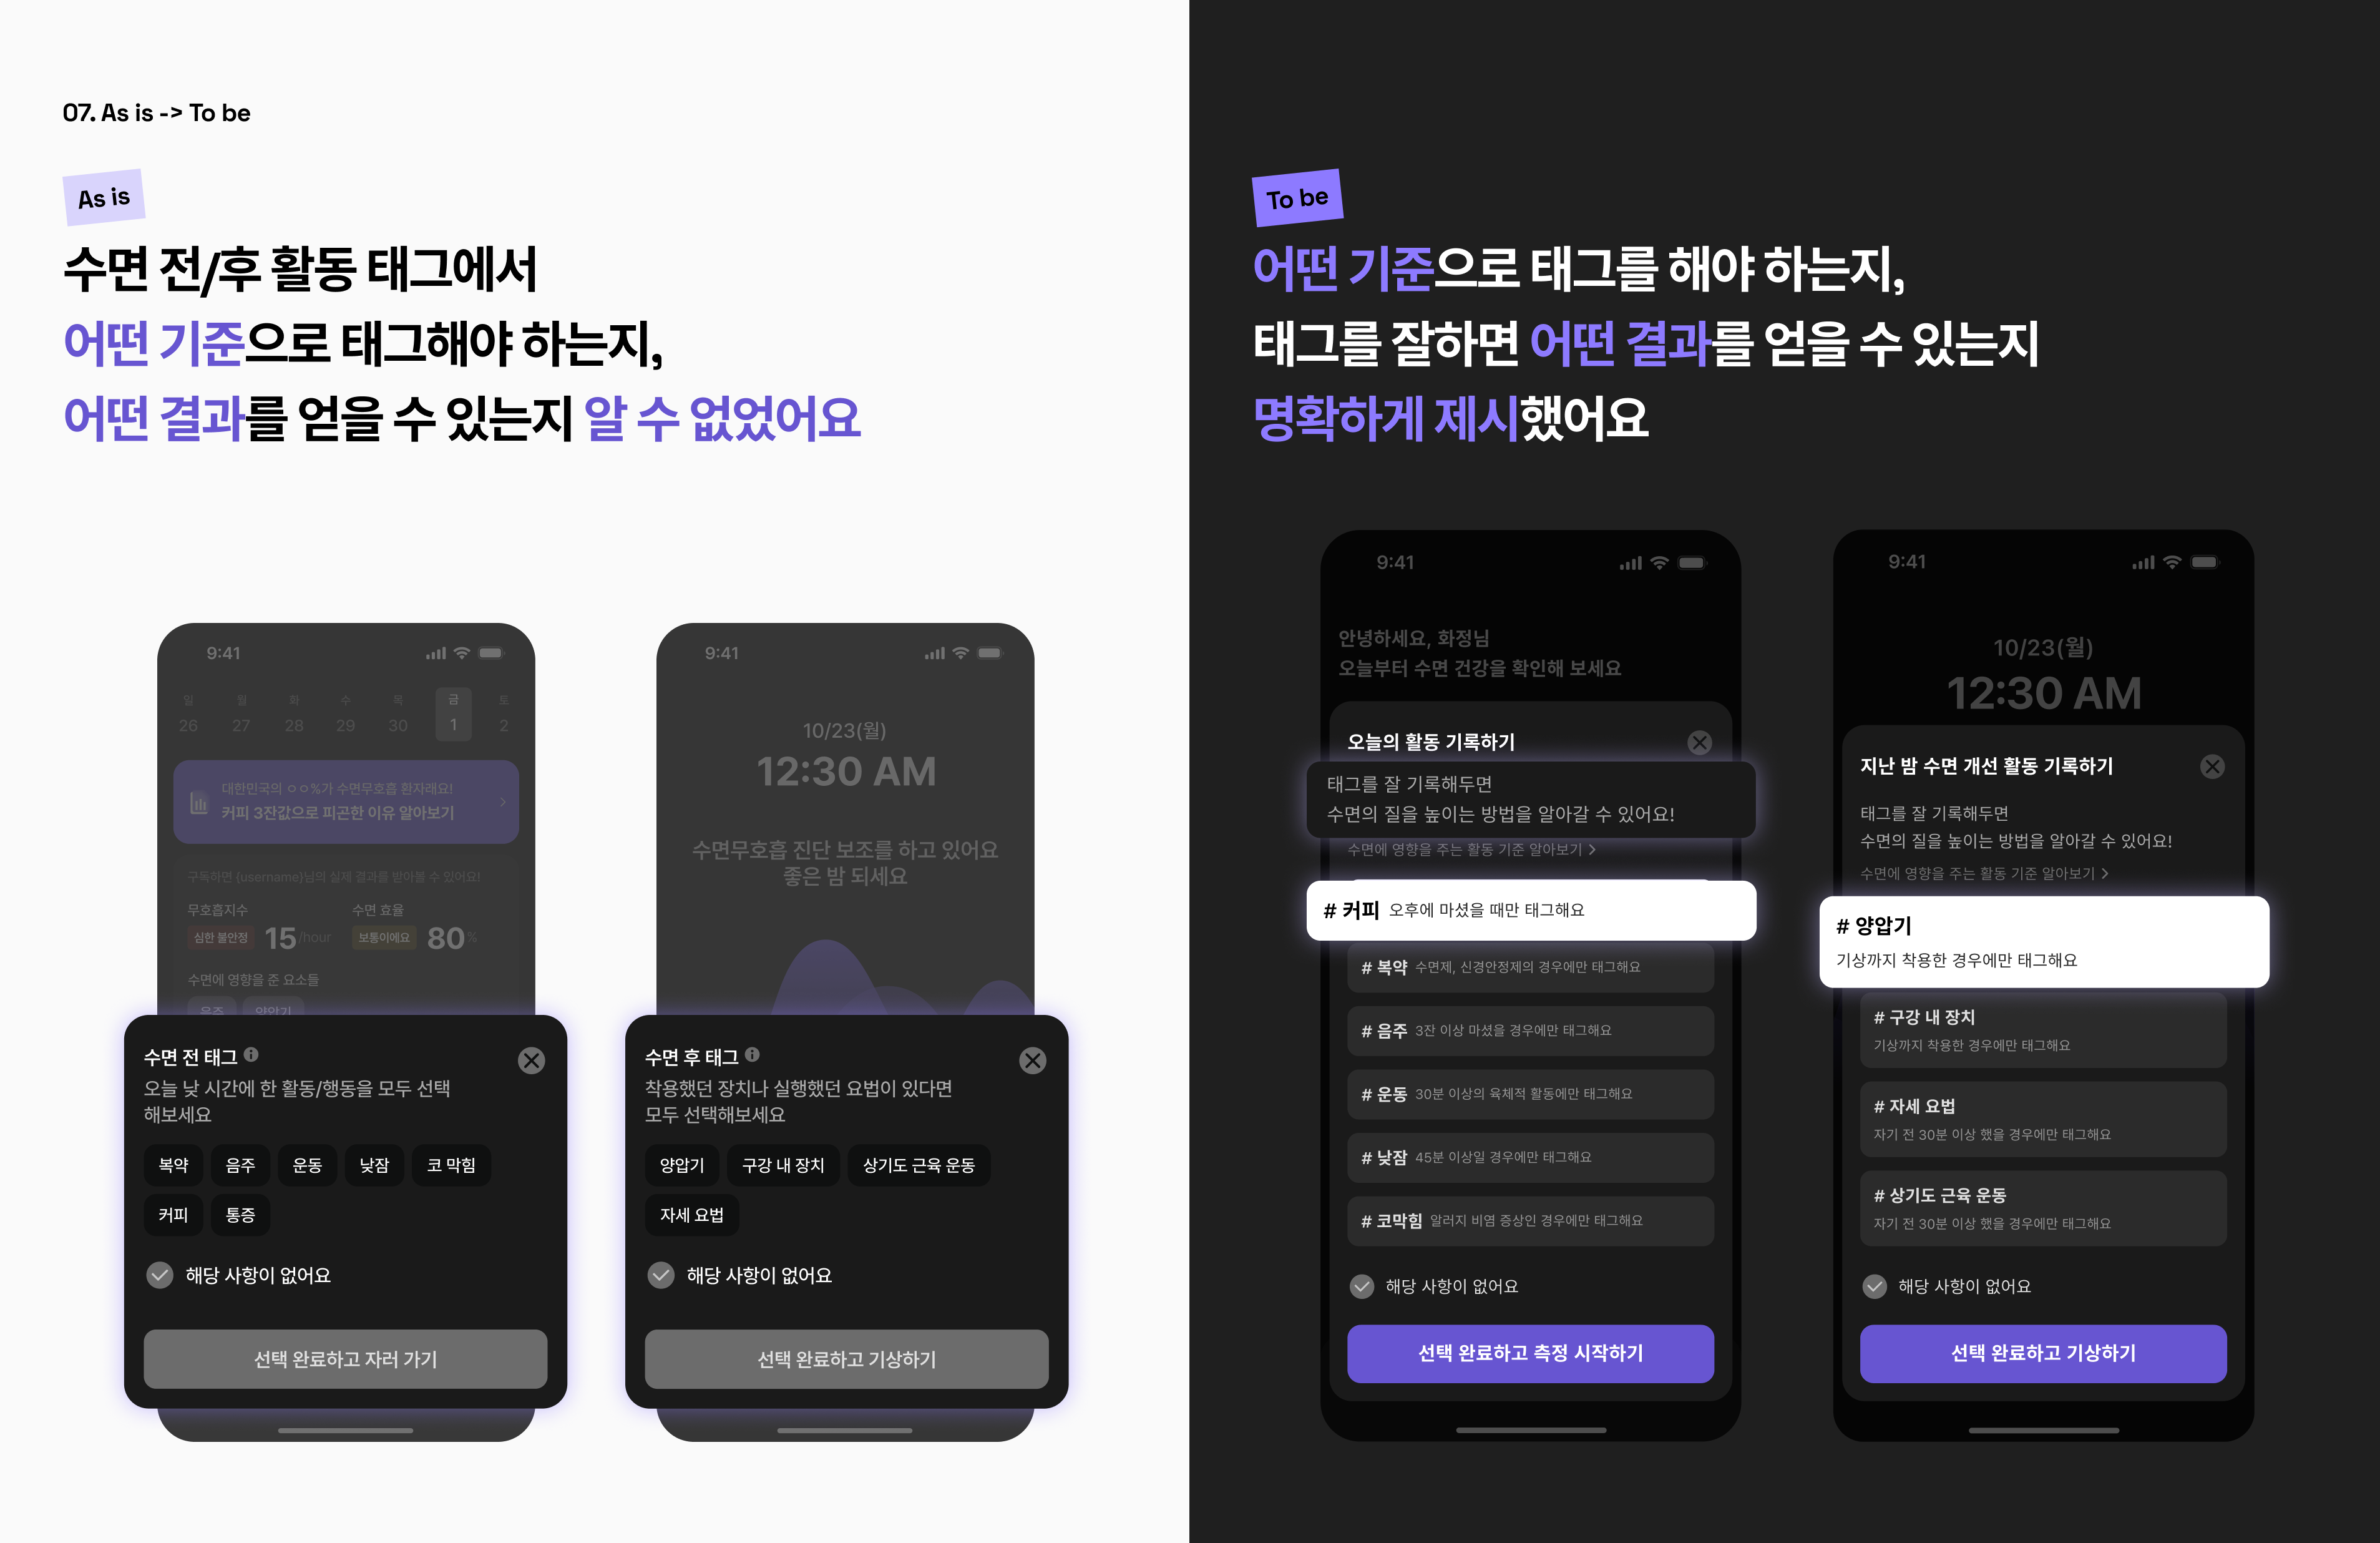 07. As is -> To be
As is
수면 전/후 활동 태그에서
어떤 기준으로 태그해야 하는지,
어떤 결과를 얻을 수 있는지 알 수 없었어요
9:41
일 월 화 수 목 금 토
26 27 28 29 30 1 2
대한민국의 ㅇㅇ%가 수면무호흡 환자래요!
커피 3잔값으로 피곤한 이유 알아보기
구독하면 {username}님의 실제 결과를 받아볼 수 있어요!
무호흡지수 수면 효율
심한 불안정 15/hour 보통이에요 80%
수면에 영향을 준 요소들
음주 양압기
수면 전 태그
오늘 낮 시간에 한 활동/행동을 모두 선택
해보세요
복약 음주 운동 낮잠 코 막힘
커피 통증
해당 사항이 없어요
선택 완료하고 자러 가기
9:41
10/23(월)
12:30 AM
수면무호흡 진단 보조를 하고 있어요
좋은 밤 되세요
수면 후 태그
착용했던 장치나 실행했던 요법이 있다면
모두 선택해보세요
양압기 구강 내 장치 상기도 근육 운동
자세 요법
해당 사항이 없어요
선택 완료하고 기상하기
To be
어떤 기준으로 태그를 해야 하는지,
태그를 잘하면 어떤 결과를 얻을 수 있는지
명확하게 제시했어요
9:41
안녕하세요, 화정님
오늘부터 수면 건강을 확인해 보세요
오늘의 활동 기록하기
태그를 잘 기록해두면
수면의 질을 높이는 방법을 알아갈 수 있어요!
수면에 영향을 주는 활동 기준 알아보기
# 커피 오후에 마셨을 때만 태그해요
# 복약 수면제, 신경안정제의 경우에만 태그해요
# 음주 3잔 이상 마셨을 경우에만 태그해요
# 운동 30분 이상의 육체적 활동에만 태그해요
# 낮잠 45분 이상일 경우에만 태그해요
# 코막힘 알러지 비염 증상인 경우에만 태그해요
해당 사항이 없어요
선택 완료하고 측정 시작하기
9:41
10/23(월)
12:30 AM
지난 밤 수면 개선 활동 기록하기
태그를 잘 기록해두면
수면의 질을 높이는 방법을 알아갈 수 있어요!
수면에 영향을 주는 활동 기준 알아보기
# 양압기
기상까지 착용한 경우에만 태그해요
# 구강 내 장치
기상까지 착용한 경우에만 태그해요
# 자세 요법
자기 전 30분 이상 했을 경우에만 태그해요
# 상기도 근육 운동
자기 전 30분 이상 했을 경우에만 태그해요
해당 사항이 없어요
선택 완료하고 기상하기